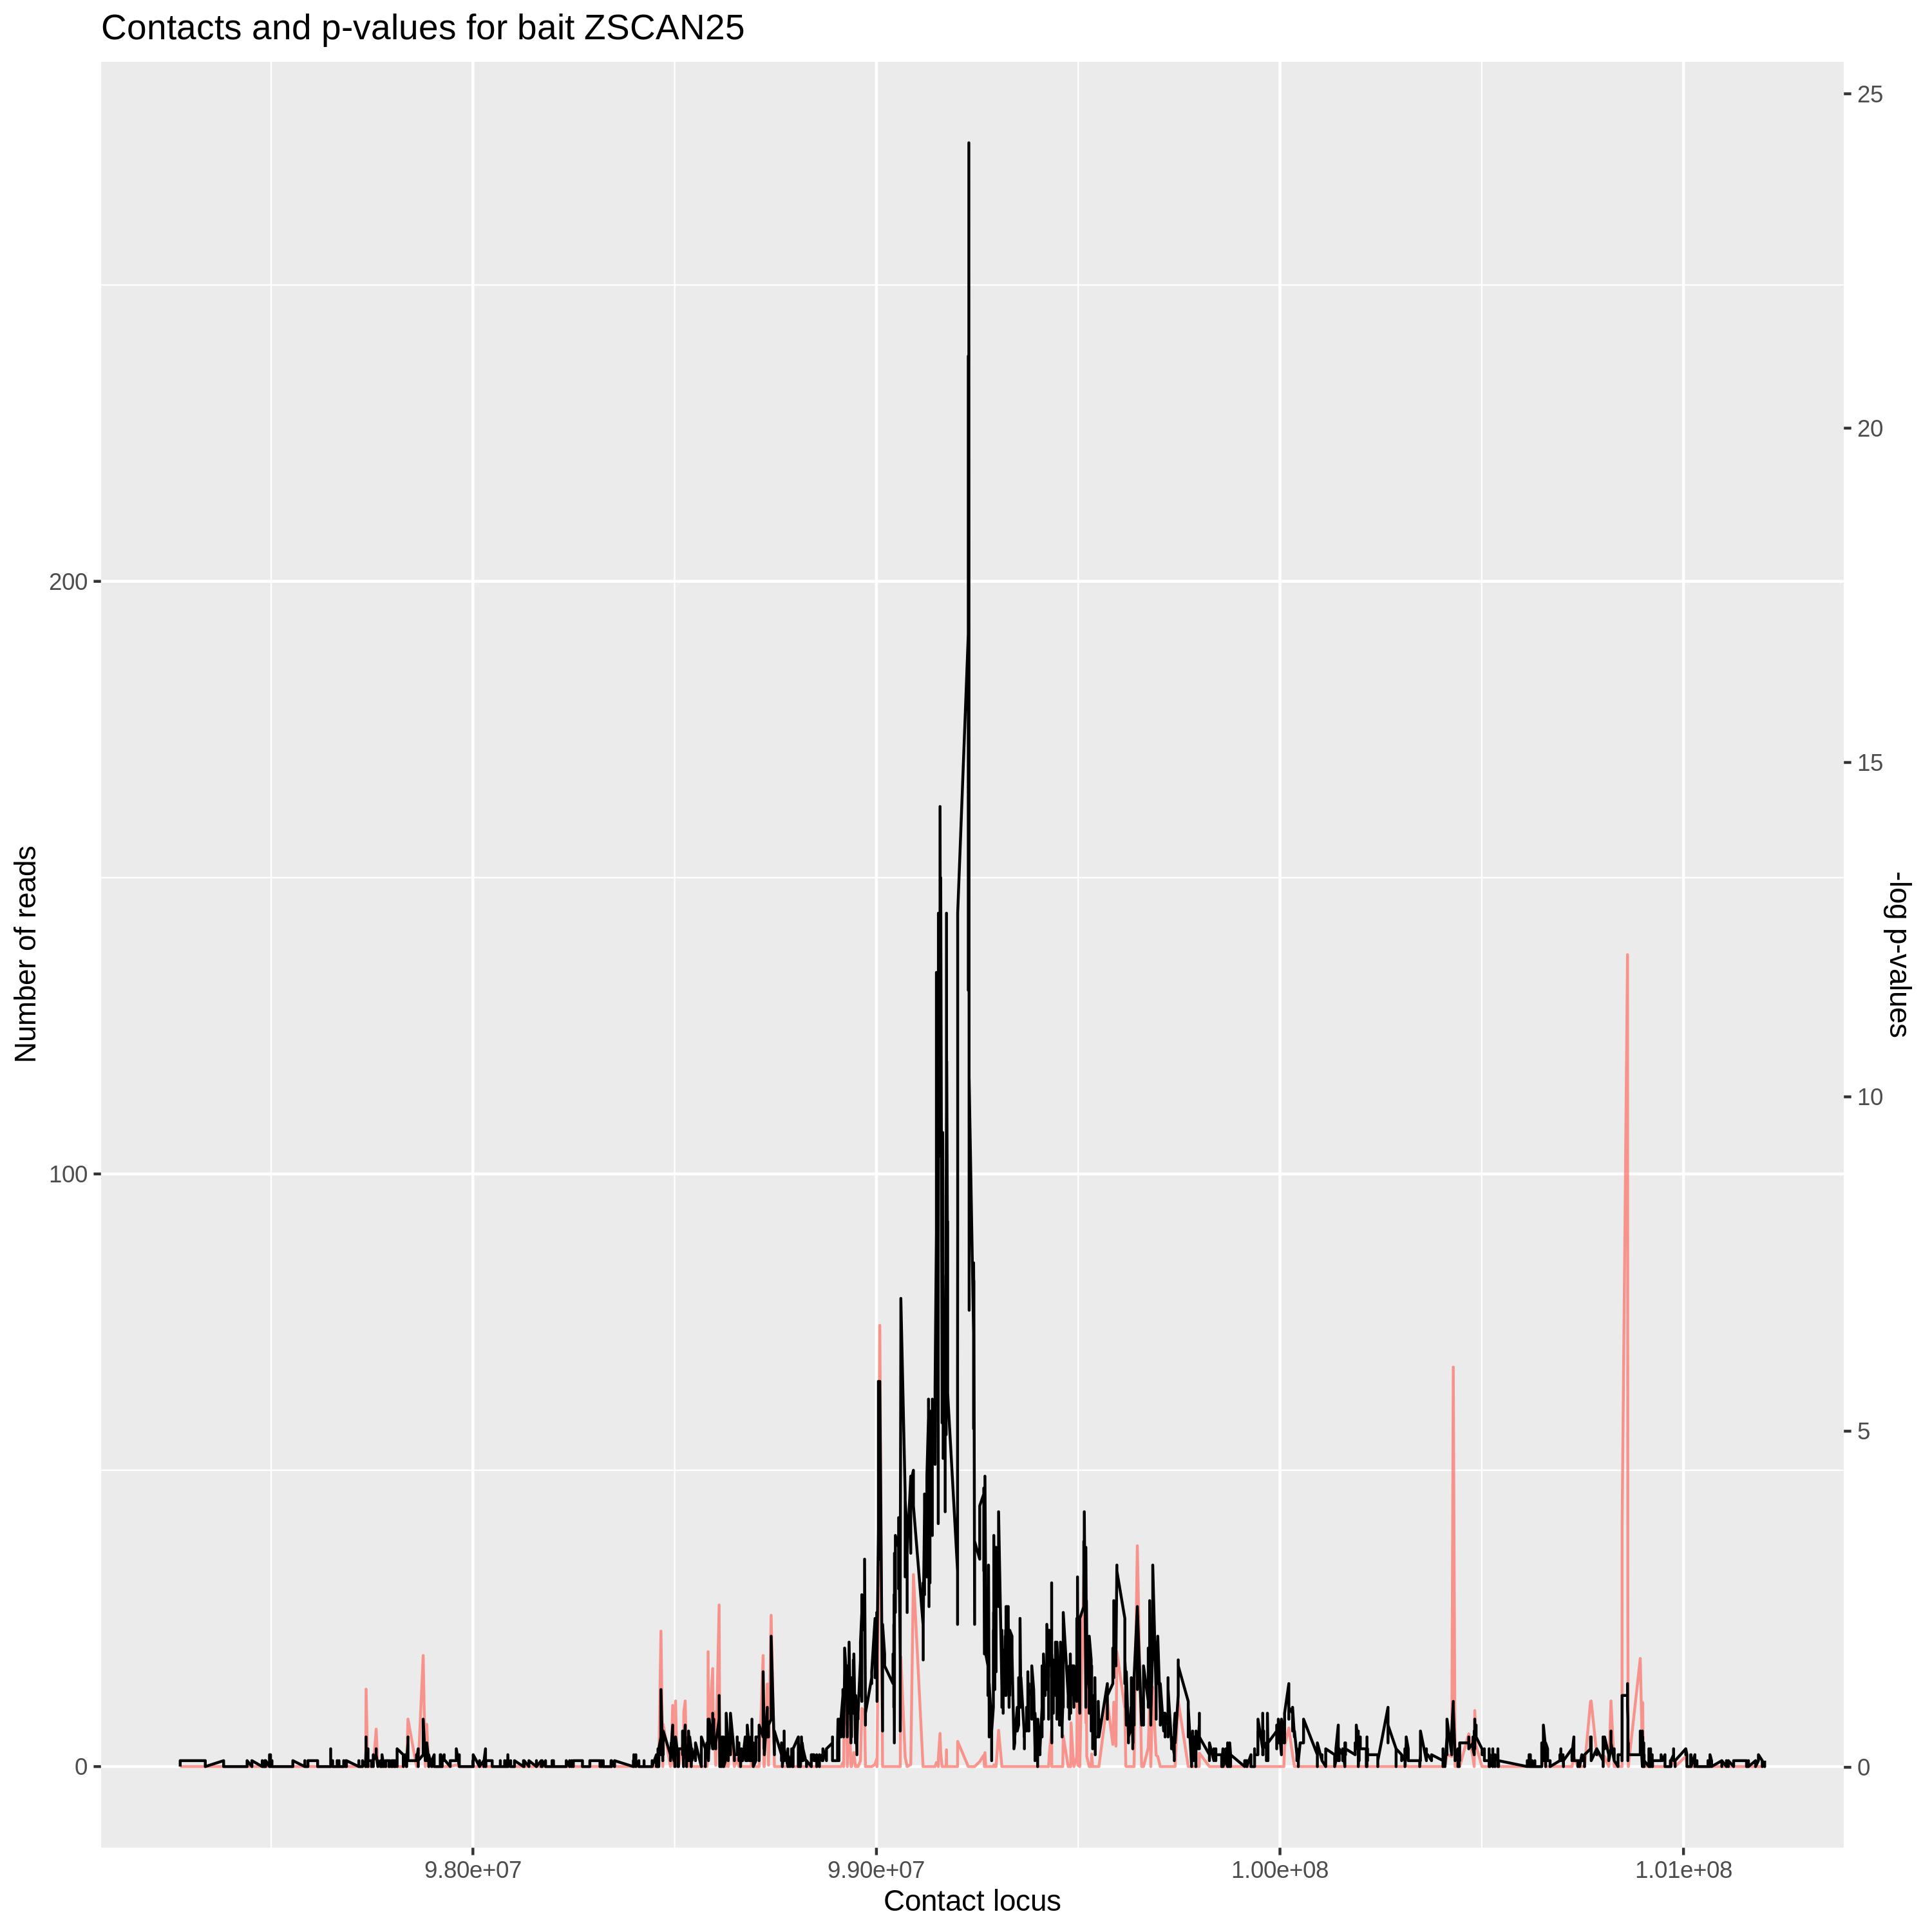 Contacts and p-values for bait ZSCAN25
25
20
15
10
5
0
200
100
0
Number of reads
-log p-values
9.80e+07 9.90e+07 1.00e+08 1.01e+08
Contact locus